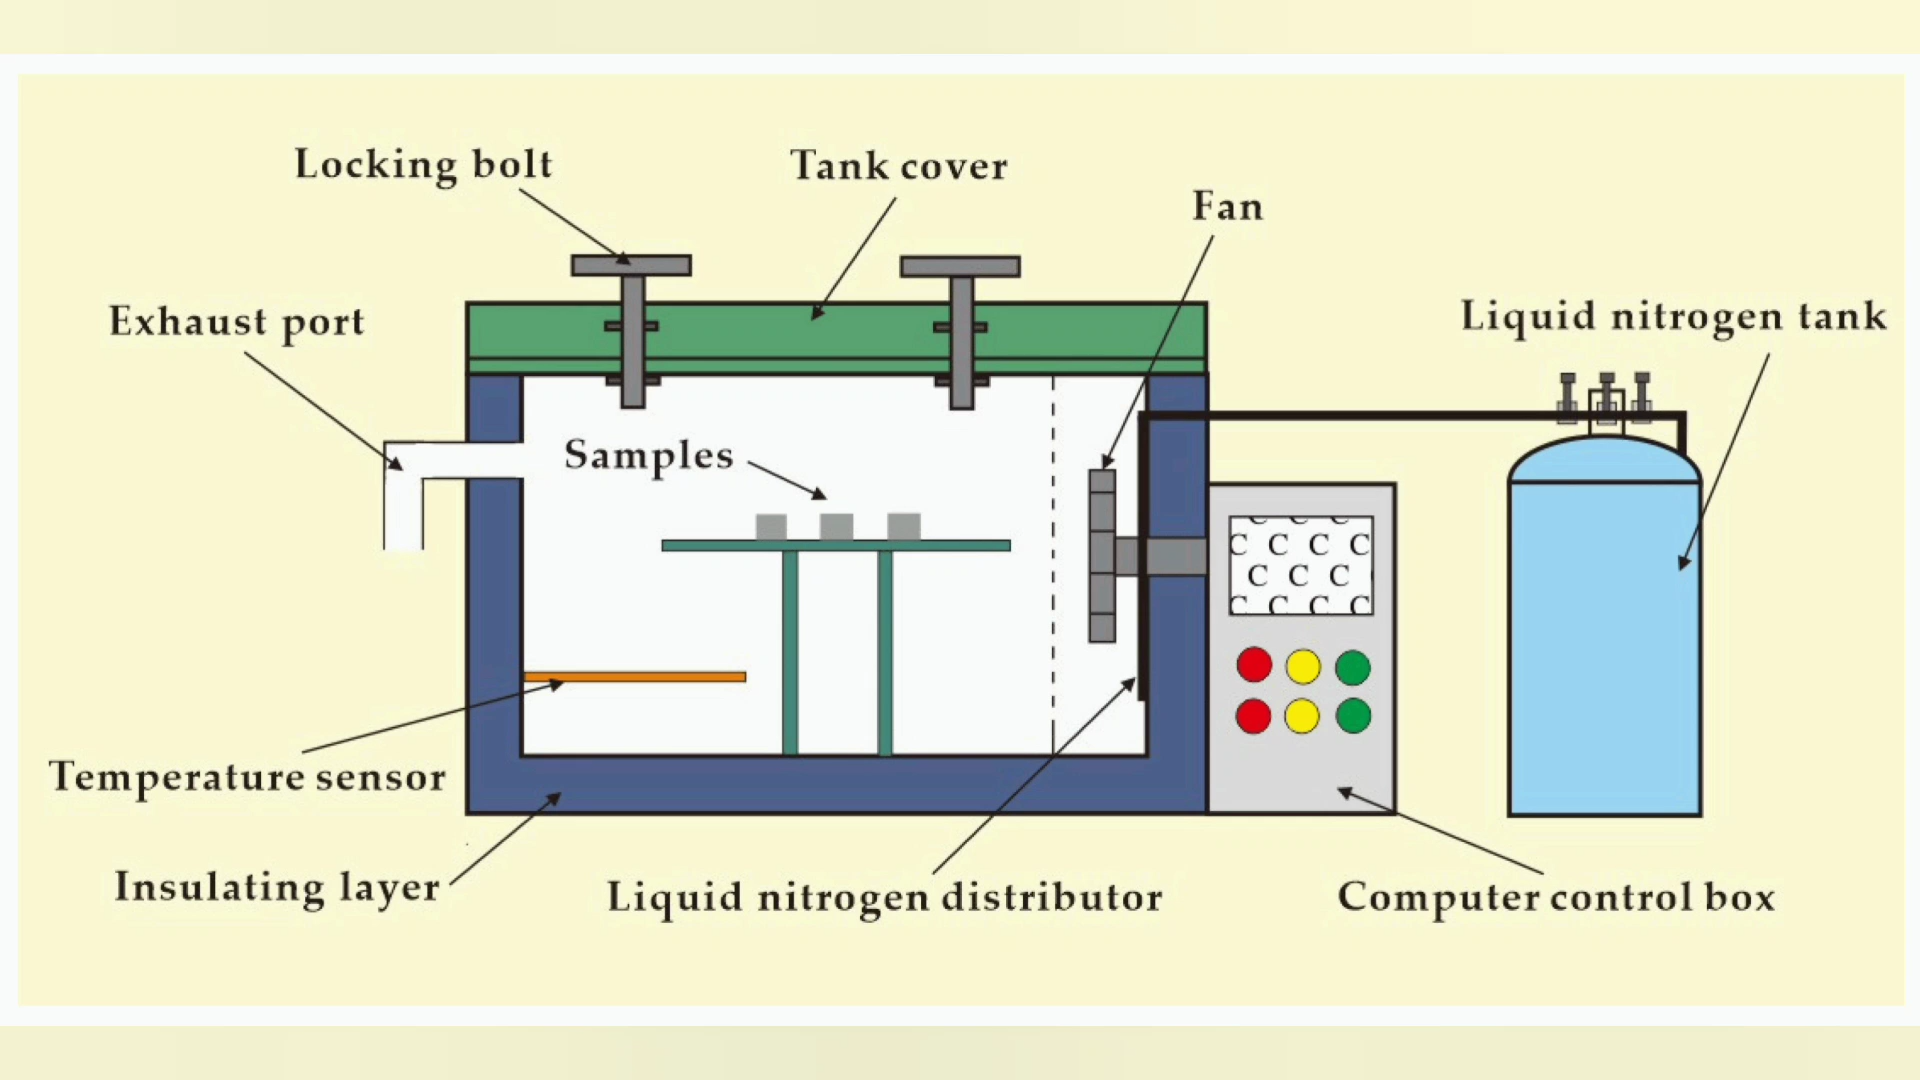 Locking bolt
Tank cover
Fan
Exhaust port
Liquid nitrogen tank
Samples
C C C C
C C C
C C C C
Temperature sensor
Insulating layer
Liquid nitrogen distributor
Computer control box